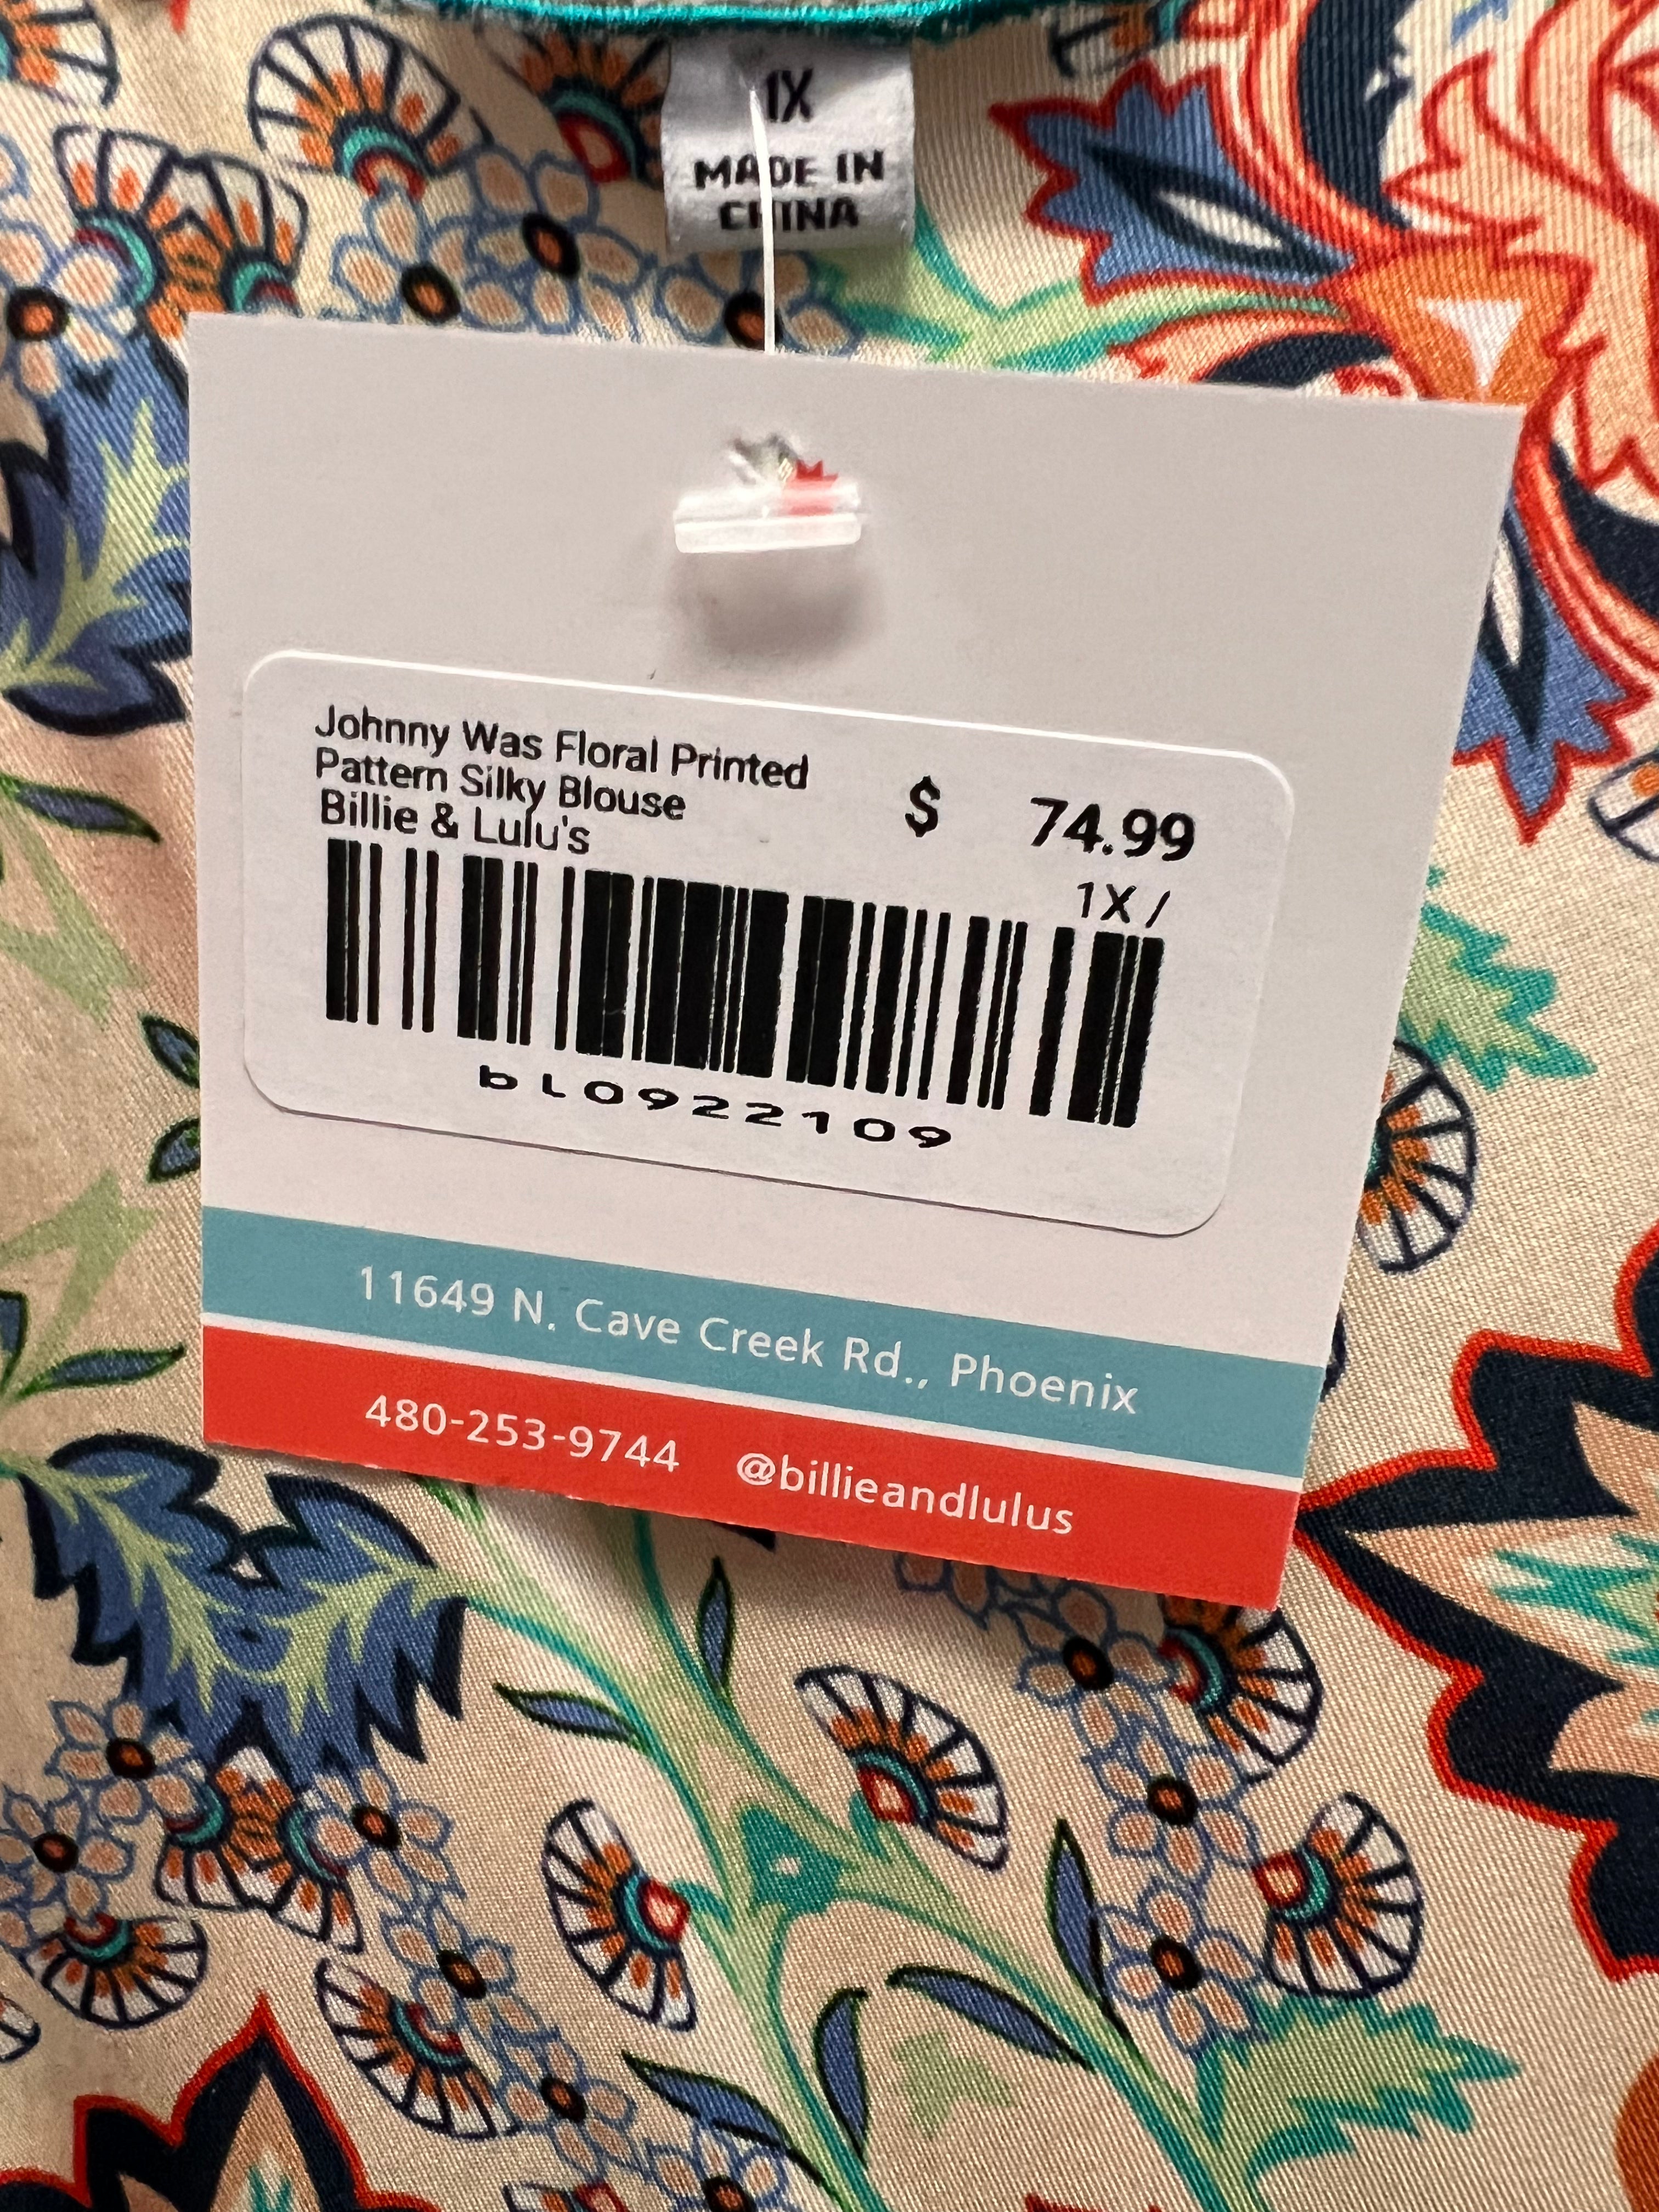 1X
MADE IN
CHINA
Johnny Was Floral Printed
Pattern Silky Blouse
Billie & Lulu's
$ 74.99
1X /
bL0922109
11649 N. Cave Creek Rd., Phoenix
480-253-9744 @billieandlulus